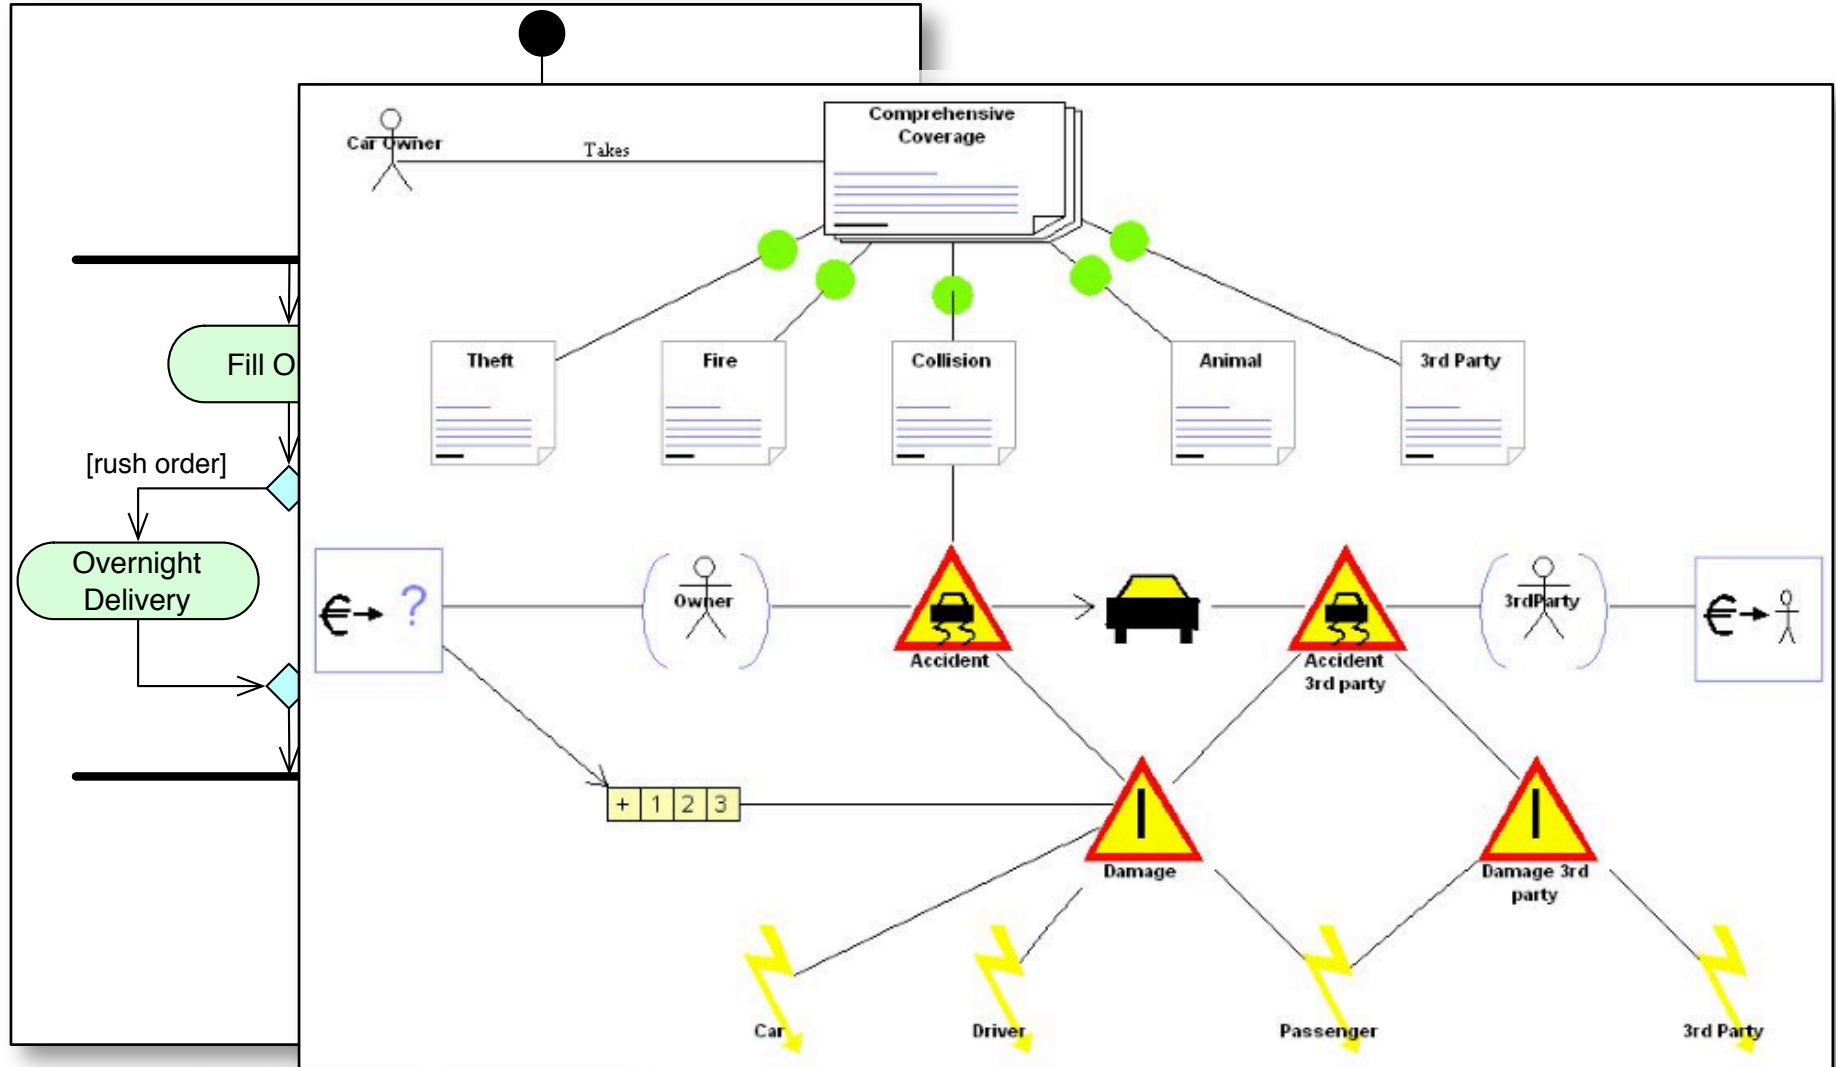 Comprehensive
Coverage
Car Owner
Takes
Theft
Fire
Collision
Animal
3rd Party
Fill O
[rush order]
Overnight
Delivery
?
Owner
3rdParty
Accident
Accident
3rd party
+ 1 2 3
Damage
Damage 3rd
party
Car
Driver
Passenger
3rd Party